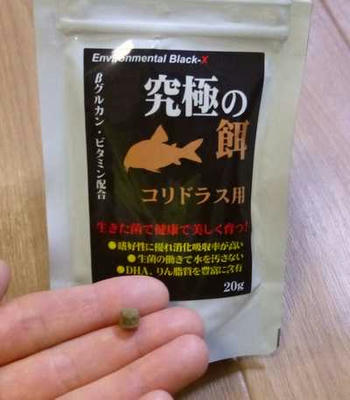 Environmental Black-X
βグルカン・ビタミン配合
究極の
餌
コリドラス用
生きた菌で健康で美しく育つ!
●嗜好性に優れ消化吸収率が高い
●生菌の働きで水を汚さない
●DHA、りん脂質を豊富に含有
20g